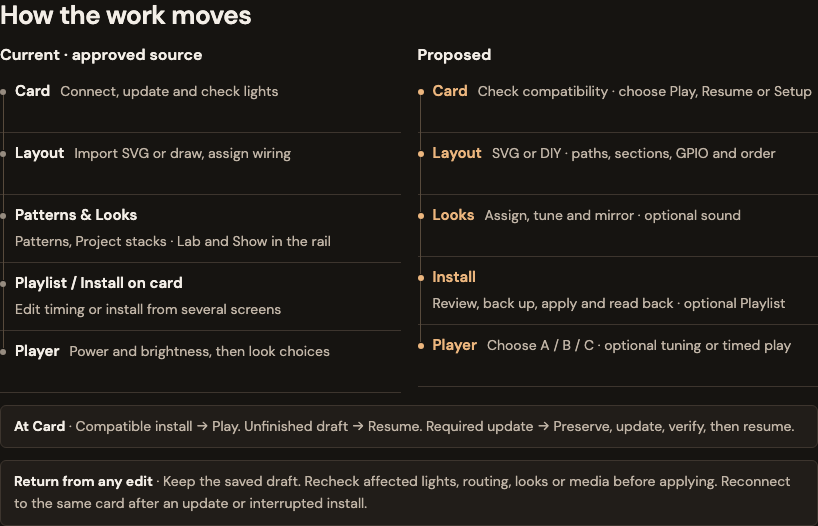 How the work moves
Current · approved source
Card Connect, update and check lights
Layout Import SVG or draw, assign wiring
Patterns & Looks
Patterns, Project stacks · Lab and Show in the rail
Playlist / Install on card
Edit timing or install from several screens
Player Power and brightness, then look choices
Proposed
Card Check compatibility · choose Play, Resume or Setup
Layout SVG or DIY · paths, sections, GPIO and order
Looks Assign, tune and mirror · optional sound
Install
Review, back up, apply and read back · optional Playlist
Player Choose A / B / C · optional tuning or timed play
At Card · Compatible install → Play. Unfinished draft → Resume. Required update → Preserve, update, verify, then resume.
Return from any edit · Keep the saved draft. Recheck affected lights, routing, looks or media before applying. Reconnect
to the same card after an update or interrupted install.